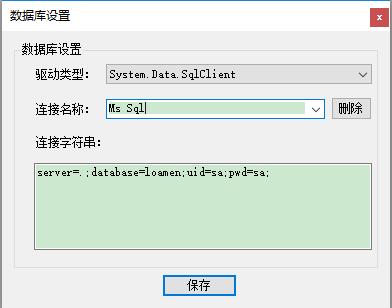 数据库设置
数据库设置
驱动类型： System.Data.SqlClient
连接名称： Ms Sql 删除
连接字符串：
server=.;database=loamen;uid=sa;pwd=sa;
保存